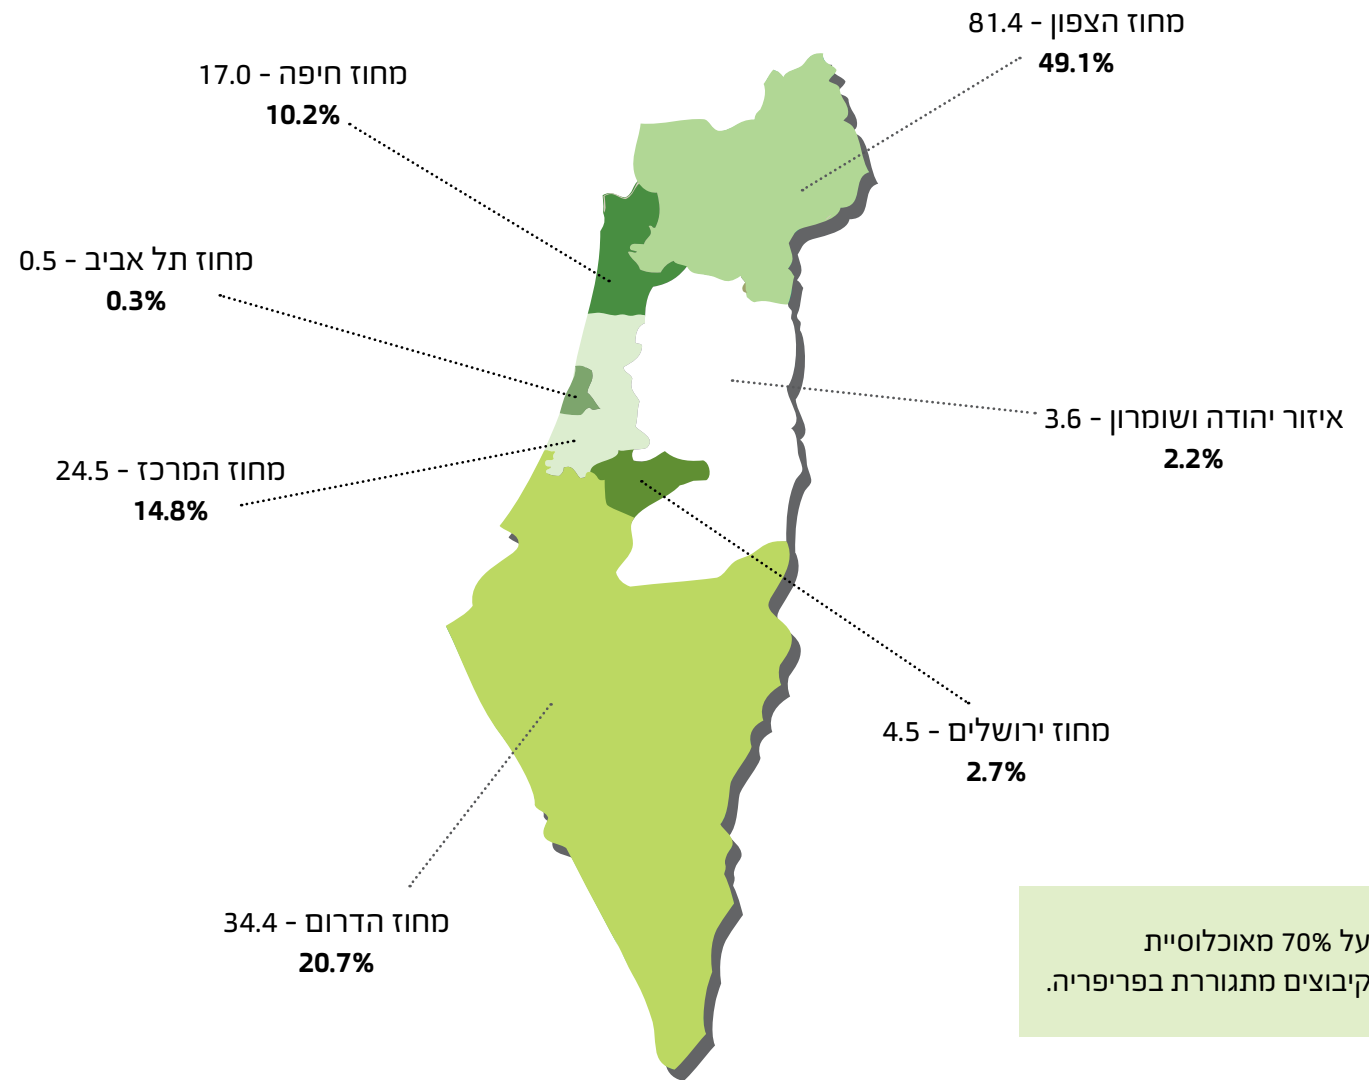 מחוז הצפון - 81.4
49.1%
מחוז חיפה - 17.0
10.2%
מחוז תל אביב - 0.5
0.3%
איזור יהודה ושומרון - 3.6
2.2%
מחוז המרכז - 24.5
14.8%
מחוז ירושלים - 4.5
2.7%
מחוז הדרום - 34.4
20.7%
על 70% מאוכלוסיית
קיבוצים מתגוררת בפריפריה.